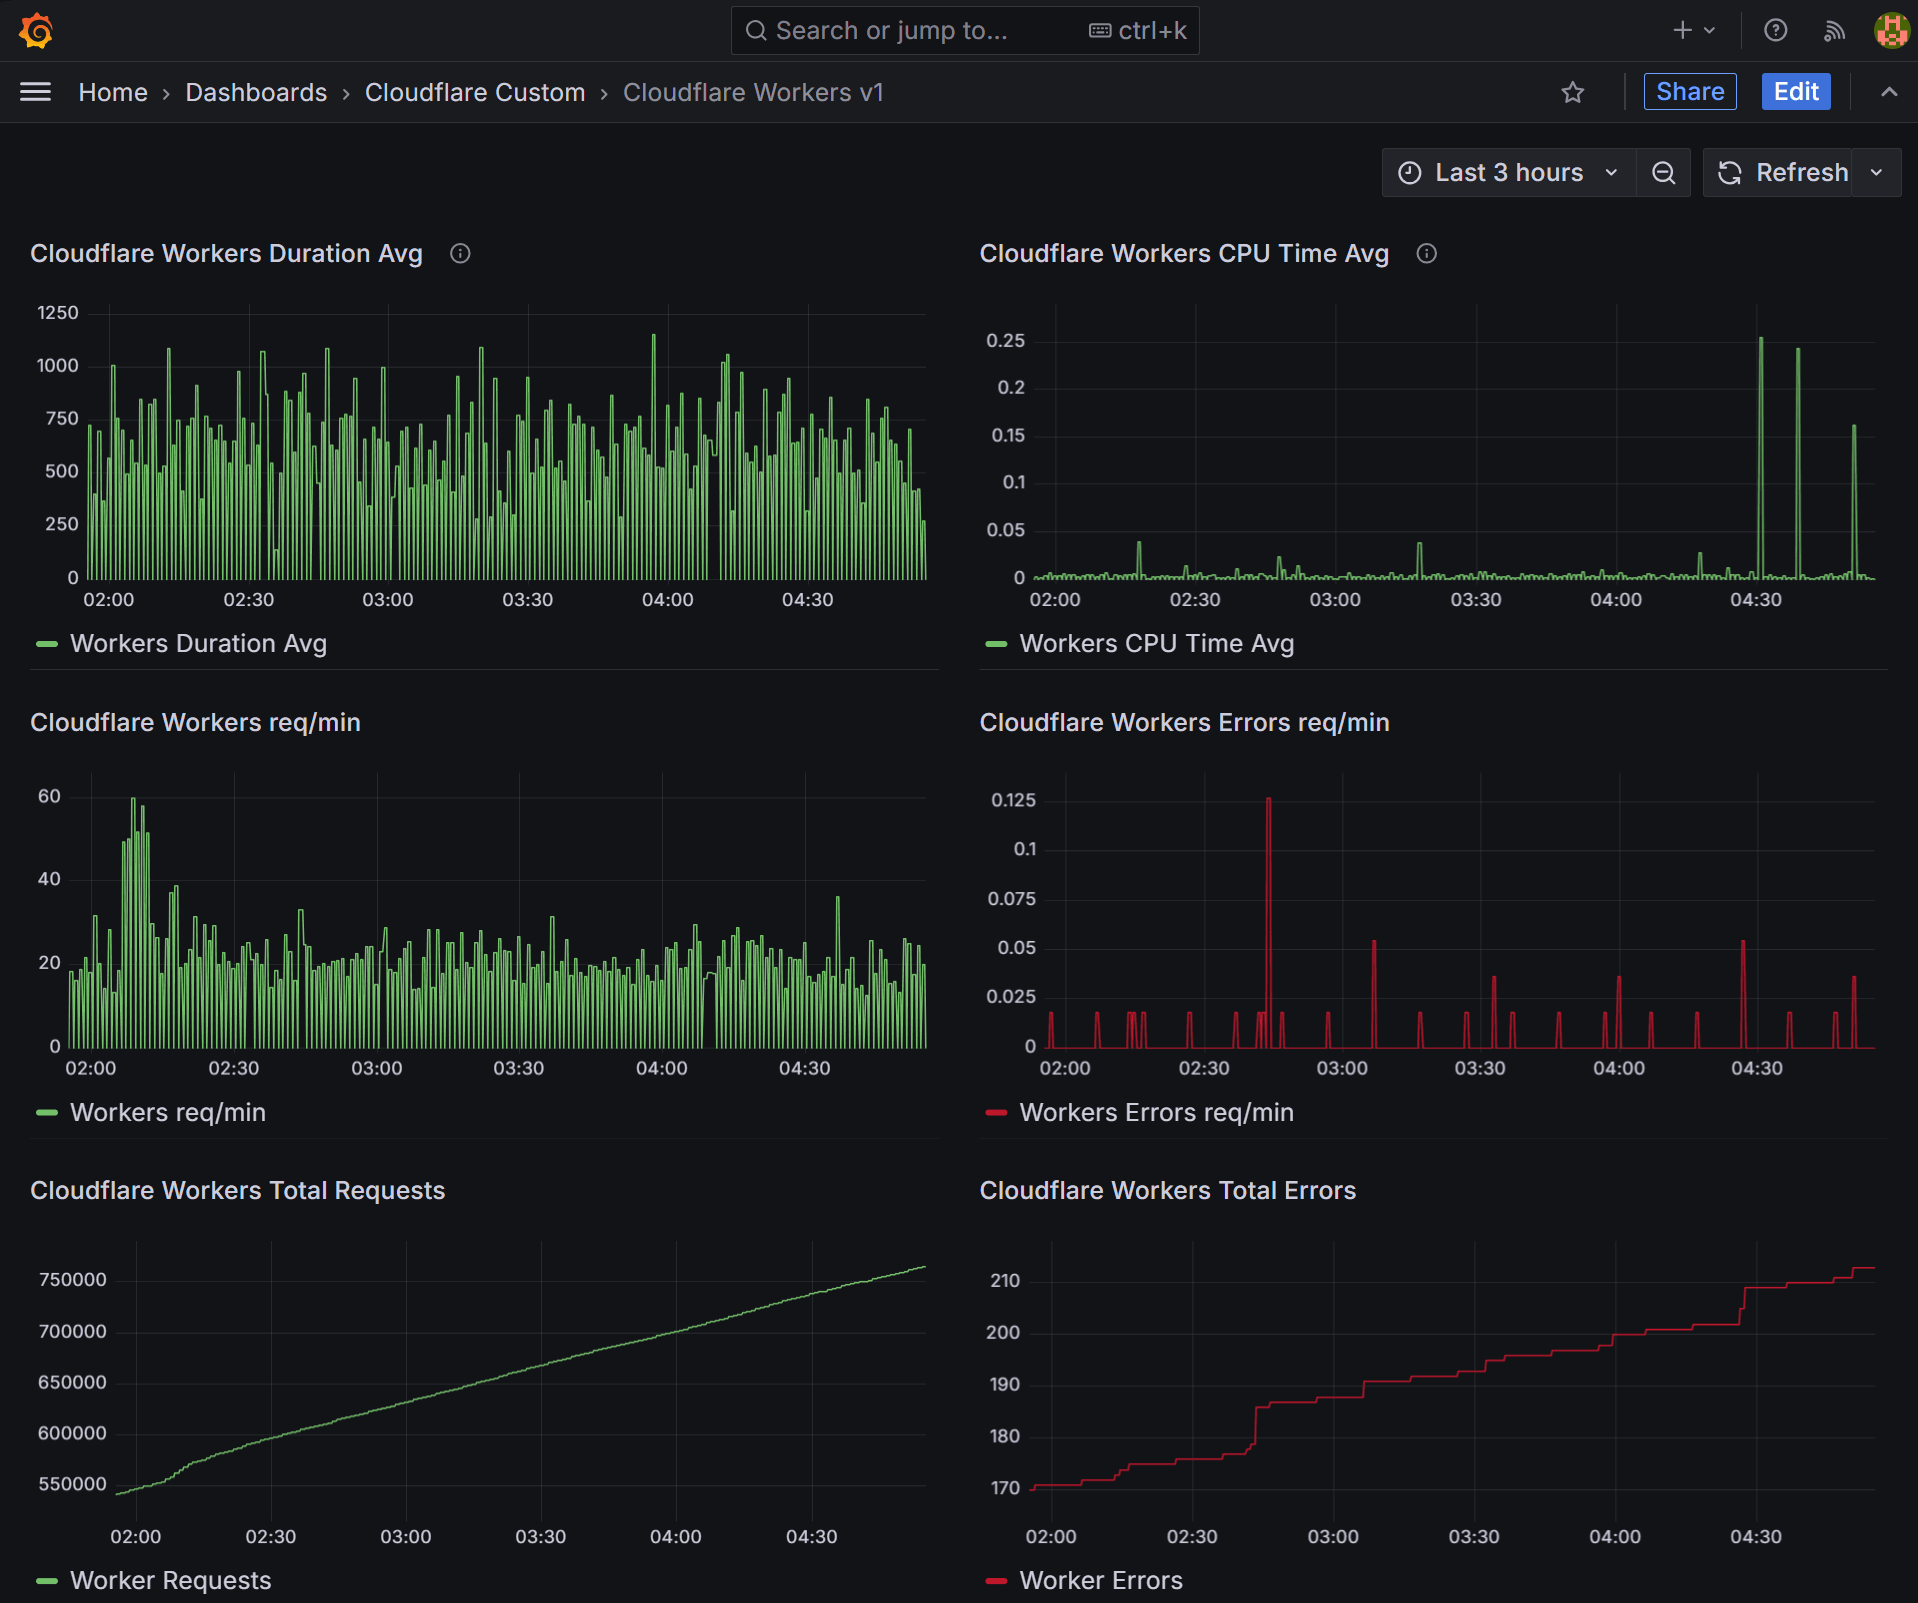 Search or jump to... ctrl+k
Home › Dashboards › Cloudflare Custom › Cloudflare Workers v1
Share
Edit
Last 3 hours
Refresh
Cloudflare Workers Duration Avg
1250
1000
750
500
250
0
02:00 02:30 03:00 03:30 04:00 04:30
Workers Duration Avg
Cloudflare Workers CPU Time Avg
0.25
0.2
0.15
0.1
0.05
0
02:00 02:30 03:00 03:30 04:00 04:30
Workers CPU Time Avg
Cloudflare Workers req/min
60
40
20
0
02:00 02:30 03:00 03:30 04:00 04:30
Workers req/min
Cloudflare Workers Errors req/min
0.125
0.1
0.075
0.05
0.025
0
02:00 02:30 03:00 03:30 04:00 04:30
Workers Errors req/min
Cloudflare Workers Total Requests
750000
700000
650000
600000
550000
02:00 02:30 03:00 03:30 04:00 04:30
Worker Requests
Cloudflare Workers Total Errors
210
200
190
180
170
02:00 02:30 03:00 03:30 04:00 04:30
Worker Errors